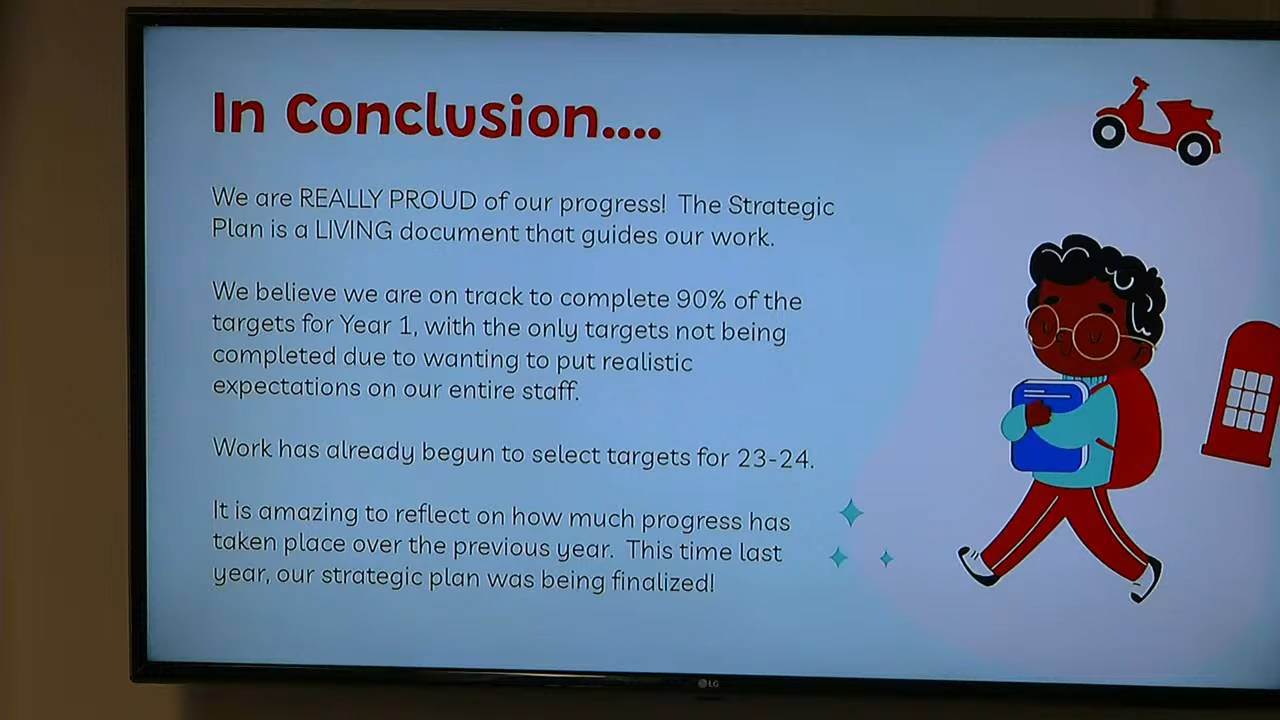 In Conclusion....
We are REALLY PROUD of our progress!  The Strategic
Plan is a LIVING document that guides our work.
We believe we are on track to complete 90% of the
targets for Year 1, with the only targets not being
completed due to wanting to put realistic
expectations on our entire staff.
Work has already begun to select targets for 23-24.
It is amazing to reflect on how much progress has
taken place over the previous year.  This time last
year, our strategic plan was being finalized!
LG